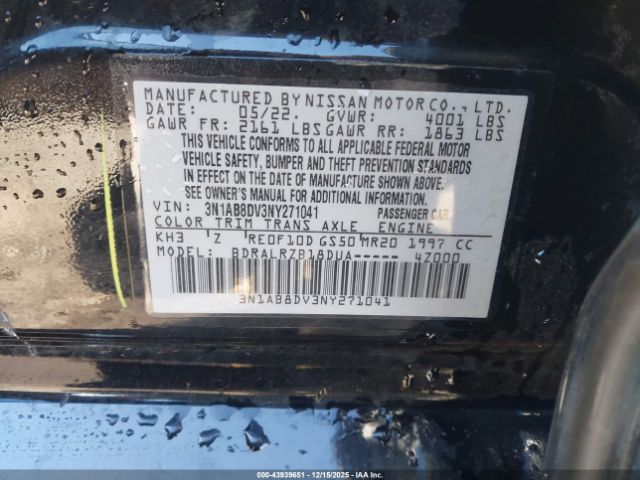 MANUFACTURED BY NISSAN MOTOR CO., LTD.
DATE: 05/22. GVWR: 4001 LBS
GAWR FR: 2161 LBS GAWR RR: 1863 LBS
THIS VEHICLE CONFORMS TO ALL APPLICABLE FEDERAL MOTOR
VEHICLE SAFETY, BUMPER AND THEFT PREVENTION STANDARDS
IN EFFECT ON THE DATE OF MANUFACTURE SHOWN ABOVE.
SEE OWNER'S MANUAL FOR ADDITIONAL INFORMATION.
VIN: 3N1AB8DV3NY271041 PASSENGER CAR.
COLOR TRIM TRANS AXLE ENGINE
KH3 Z RE0F10D GS50 MR20 1997 CC
MODEL: BDRALRZB18DUA----- 4Z000
3N1AB8DV3NY271041
000-43939651 - 12/15/2025 - COPART.COM